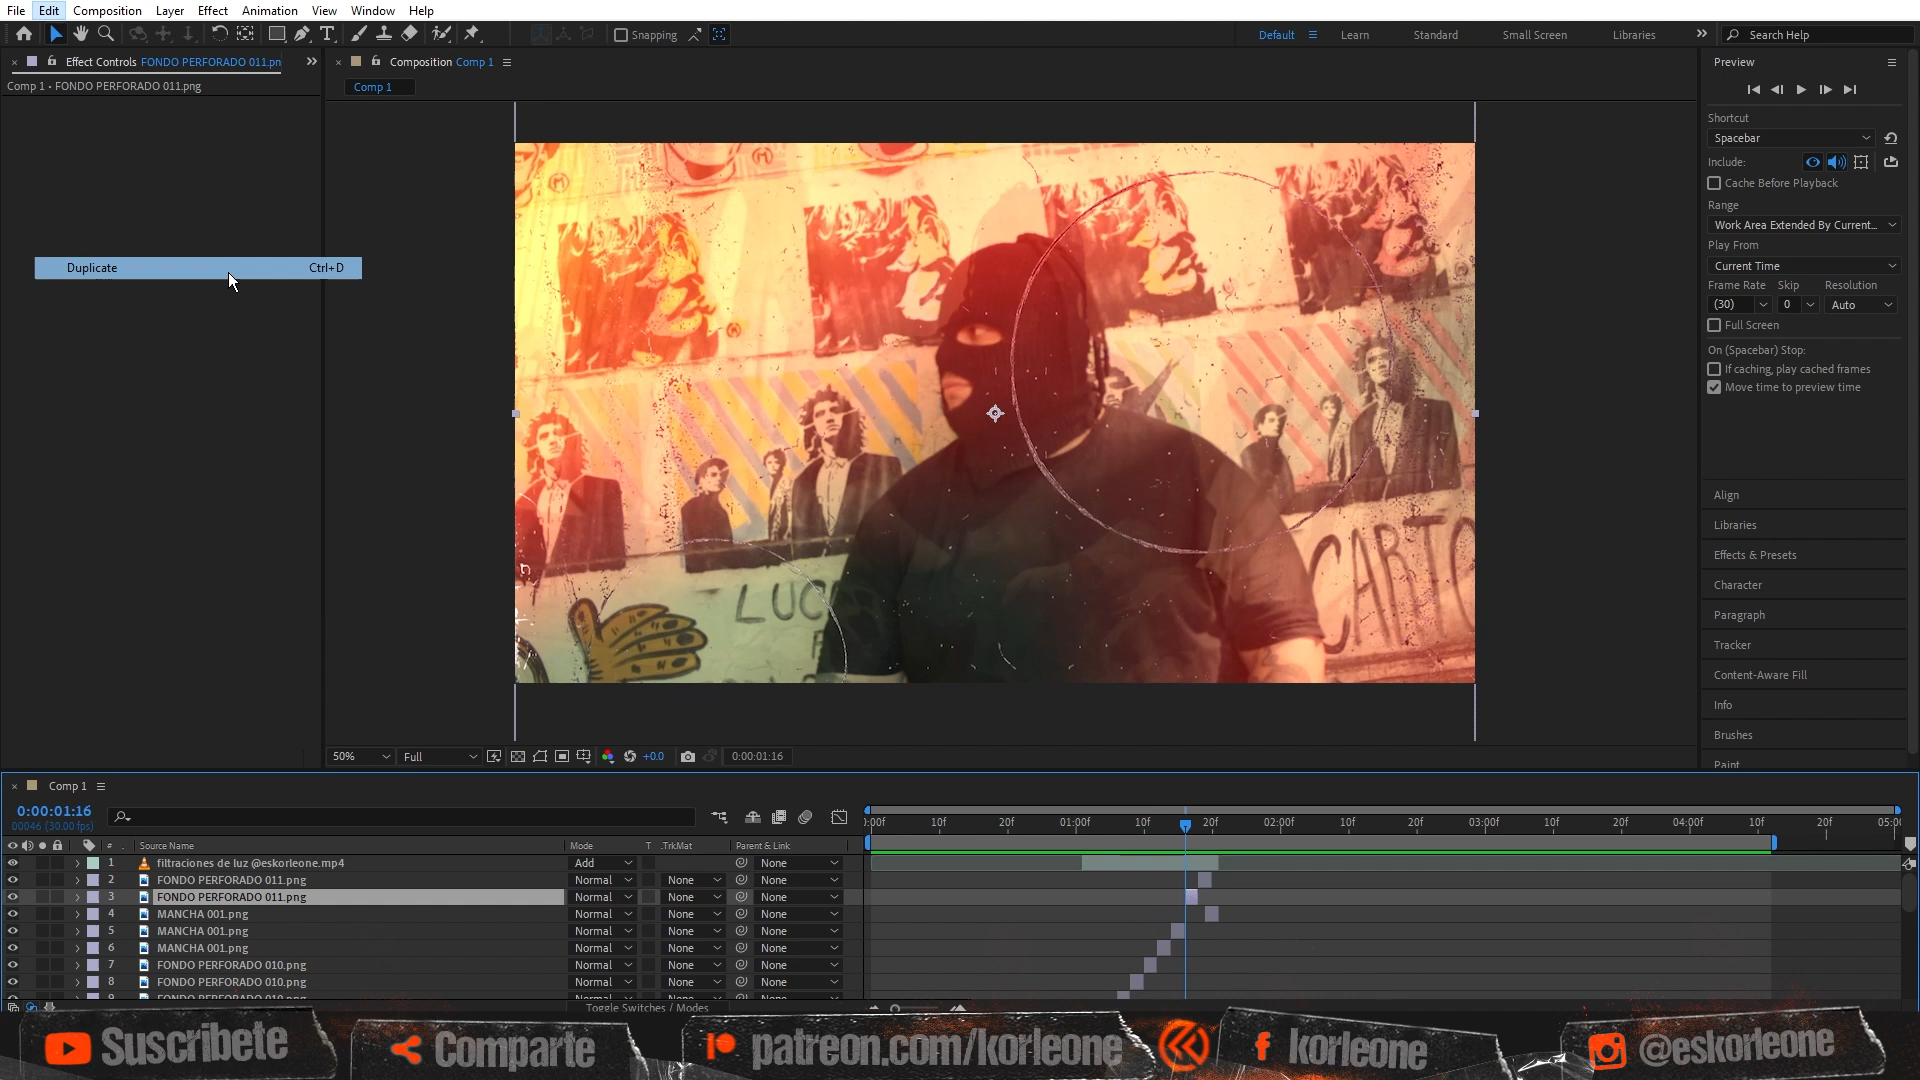 File Edit Composition Layer Effect Animation View Window Help
Snapping
Default Learn Standard Small Screen Libraries Search Help
Effect Controls FONDO PERFORADO 011.pn
Comp 1 • FONDO PERFORADO 011.png
Composition Comp 1
Comp 1
Duplicate Ctrl+D
LUC
CARTO
Preview
Shortcut
Spacebar
Include:
Cache Before Playback
Range
Work Area Extended By Current...
Play From
Current Time
Frame Rate Skip Resolution
(30) 0 Auto
Full Screen
On (Spacebar) Stop:
If caching, play cached frames
Move time to preview time
Align
Libraries
Effects & Presets
Character
Paragraph
Tracker
Content-Aware Fill
Info
Brushes
Paint
50% Full +0.0 0:00:01:16
Comp 1
0:00:01:16
00046 (30.00 fps)
:00f 10f 20f 01:00f 10f 20f 02:00f 10f 20f 03:00f 10f 20f 04:00f 10f 20f 05:00
# Source Name Mode T .TrkMat Parent & Link
1 filtraciones de luz @eskorleone.mp4 Add None
2 FONDO PERFORADO 011.png Normal None None
3 FONDO PERFORADO 011.png Normal None None
4 MANCHA 001.png Normal None None
5 MANCHA 001.png Normal None None
6 MANCHA 001.png Normal None None
7 FONDO PERFORADO 010.png Normal None None
8 FONDO PERFORADO 010.png Normal None None
9 FONDO PERFORADO 010.png Normal None None
Toggle Switches / Modes
Suscribete Comparte patreon.com/korleone korleone @eskorleone